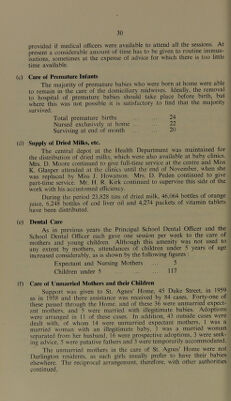 30
provided if medical officers were available to attend all the sessions. At
present a considerable amount of time has to be given to routine immun-
isations, sometimes at the expense of advice for which there is too little
time available.
(c) Care of Premature Infants
The majority of premature babies who were born at home were able
to remain in the care of the domiciliary midwives. Ideally, the removal
to hospital of premature babies should take place before birth, but
where this was not possible it is satisfactory to find that the majority
survived.
Total premature births 24
Nursed exclusively at home 22
Surviving at end of month 20
(d) Supply of Dried Milks, etc.
The central depot at the Health Department was maintained for
the distribution of dried milks, which were also available at baby clinics.
Mrs. D. Moore continued to give full-time service at the centre and Miss
K. Glasper attended at the clinics until the end of November, when she
was replaced by Miss J. Howatson. Mrs. D. Paden continued to give
part-time service. Mr. R. Kirk continued to supervise this side of the
work with his accustomed efficiency.
During the period 23,828 tins of dried milk, 46,064 bottles of orange
juice, 6,248 bottles of cod liver oil and 4,274 packets of vitamin tablets
have been distributed.
(e) Dental Care
As in previous years the Principal School Dental Officer and the
School Dental Officer each gave one session per week to the care of
mothers and young children. Although this amenity was not used to
any extent by mothers, attendances of children under 5 years of age
increased considerably, as is shown by the following figures:
Expectant and Nursing Mothers 5
Children under 5 117
(f) Care of Unmarried Mothers and their Children
Support was given to St. Agnes' Home, 45 Duke Street, in 1959
as in 1958 and there assistance was received by 84 cases. Forty-one of
these passed through the Home, and of these 36 were unmarried expect-
ant mothers, and 5 were married with illegitimate babies. Adoptions
were arranged in 11 of these cases. In addition, 43 outside cases were
dealt with, of whom 14 were unmarried expectant mothers, 1 was a
married woman with an illegitimate baby, 1 was a married woman
separated from her husband, 16 were prospective adopters, 3 were seek-
ing advice, 5 were putative fathers and 3 were temporarily accommodated.
The unmarried mothers in the care of St. Agnes' Home were not
Darlington residents, as such girls usually prefer to have their babies
elsewhere. The reciprocal arrangement, therefore, with other authorities
continued.